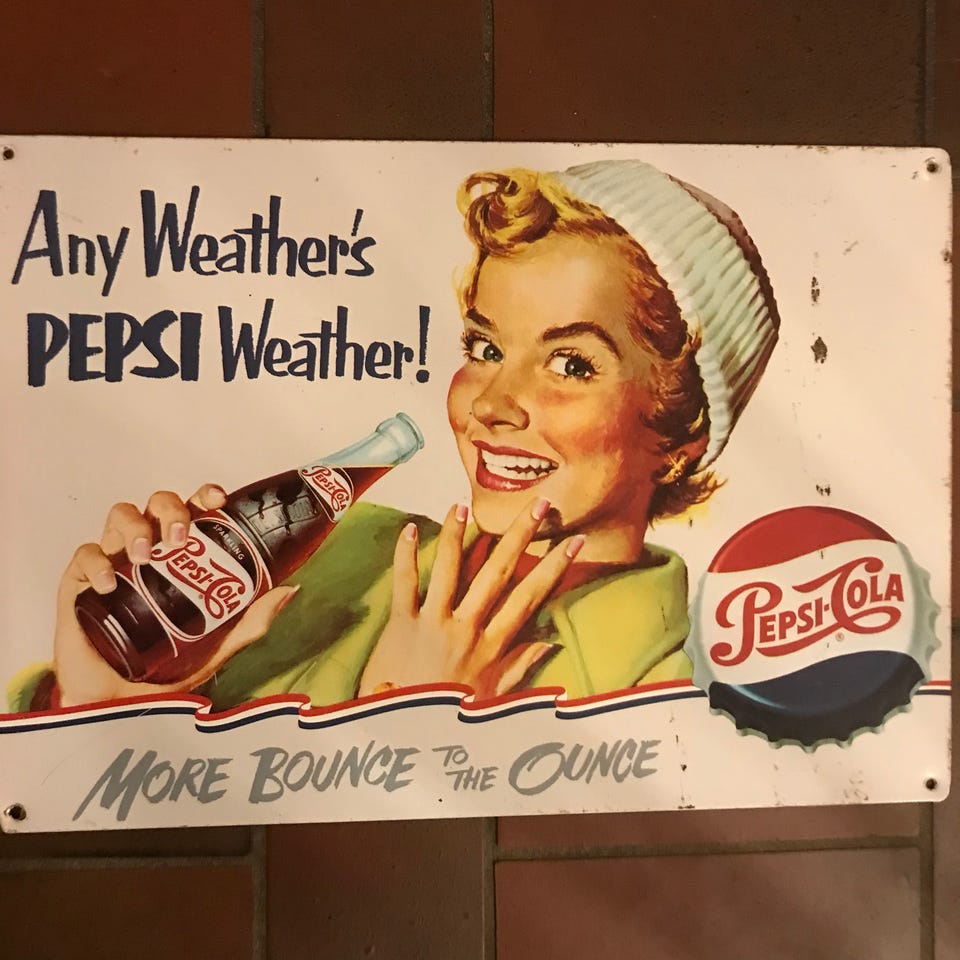 Any Weather's
PEPSI Weather!
PEPSI-COLA
SPARKLING
PEPSI-COLA
PEPSI-COLA
®
MORE BOUNCE TO THE OUNCE